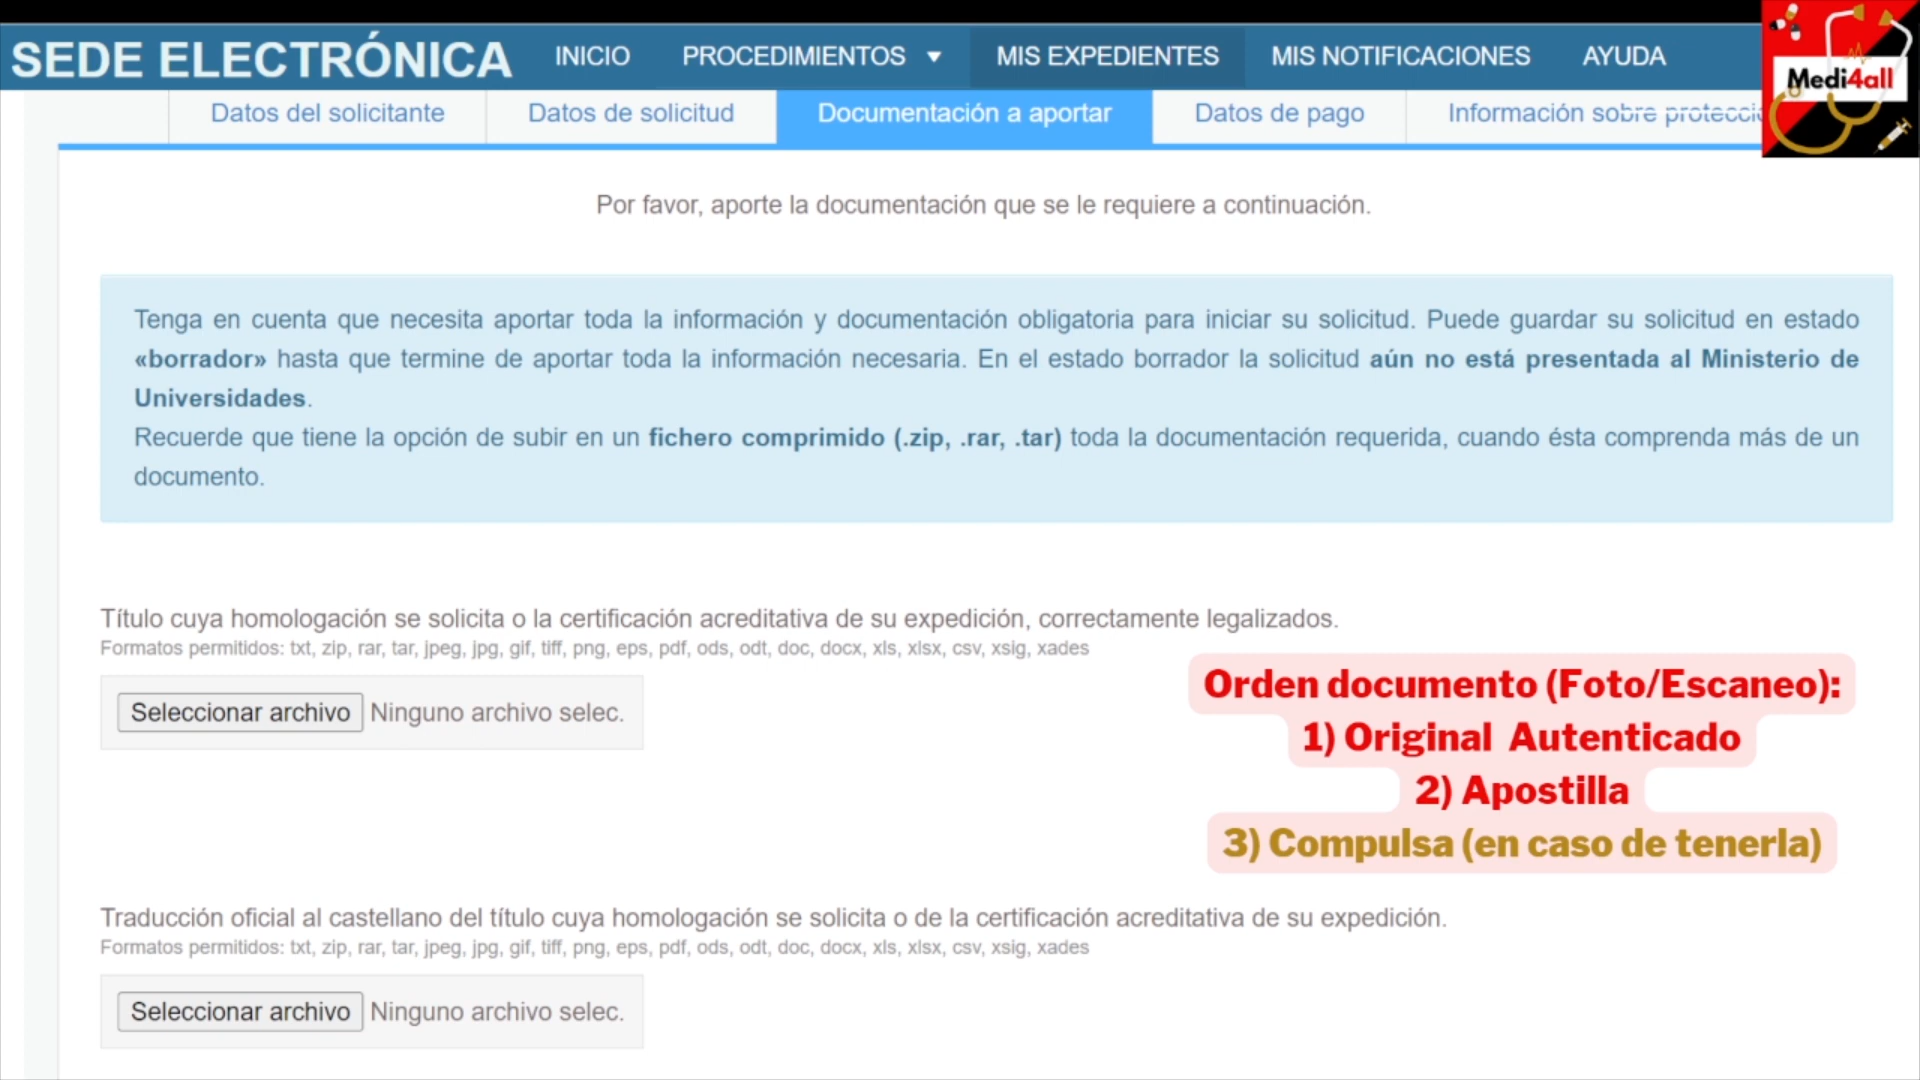 SEDE ELECTRÓNICA INICIO PROCEDIMIENTOS MIS EXPEDIENTES MIS NOTIFICACIONES AYUDA
Medi4all
Datos del solicitante Datos de solicitud Documentación a aportar Datos de pago Información sobre
Por favor, aporte la documentación que se le requiere a continuación.
Tenga en cuenta que necesita aportar toda la información y documentación obligatoria para iniciar su solicitud. Puede guardar su solicitud en estado
«borrador» hasta que termine de aportar toda la información necesaria. En el estado borrador la solicitud aún no está presentada al Ministerio de
Universidades.
Recuerde que tiene la opción de subir en un fichero comprimido (.zip, .rar, .tar) toda la documentación requerida, cuando ésta comprenda más de un
documento.
Título cuya homologación se solicita o la certificación acreditativa de su expedición, correctamente legalizados.
Formatos permitidos: txt, zip, rar, tar, jpeg, jpg, gif, tiff, png, eps, pdf, ods, odt, doc, docx, xls, xlsx, csv, xsig, xades
Seleccionar archivo Ninguno archivo selec.
Orden documento (Foto/Escaneo):
1) Original Autenticado
2) Apostilla
3) Compulsa (en caso de tenerla)
Traducción oficial al castellano del título cuya homologación se solicita o de la certificación acreditativa de su expedición.
Formatos permitidos: txt, zip, rar, tar, jpeg, jpg, gif, tiff, png, eps, pdf, ods, odt, doc, docx, xls, xlsx, csv, xsig, xades
Seleccionar archivo Ninguno archivo selec.